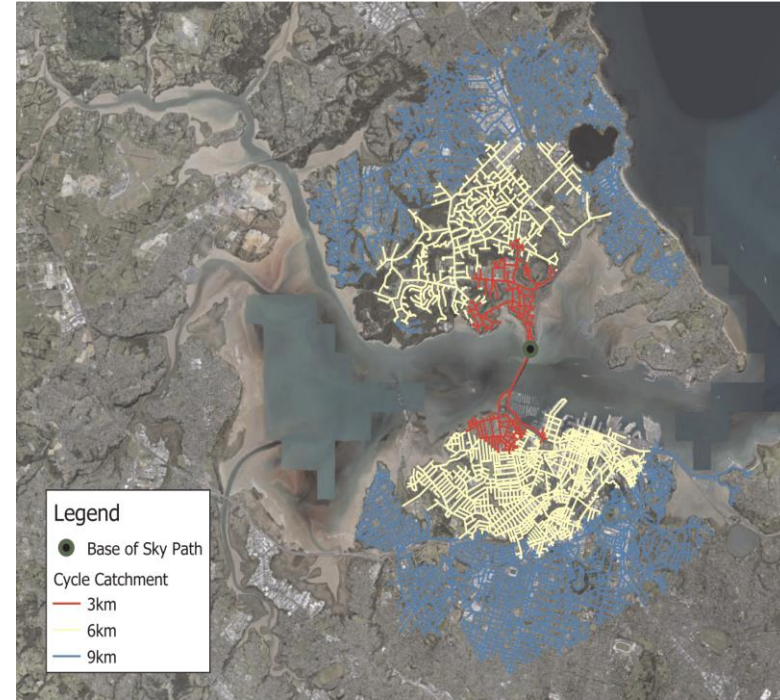 Legend
Base of Sky Path
Cycle Catchment
3km
6km
9km